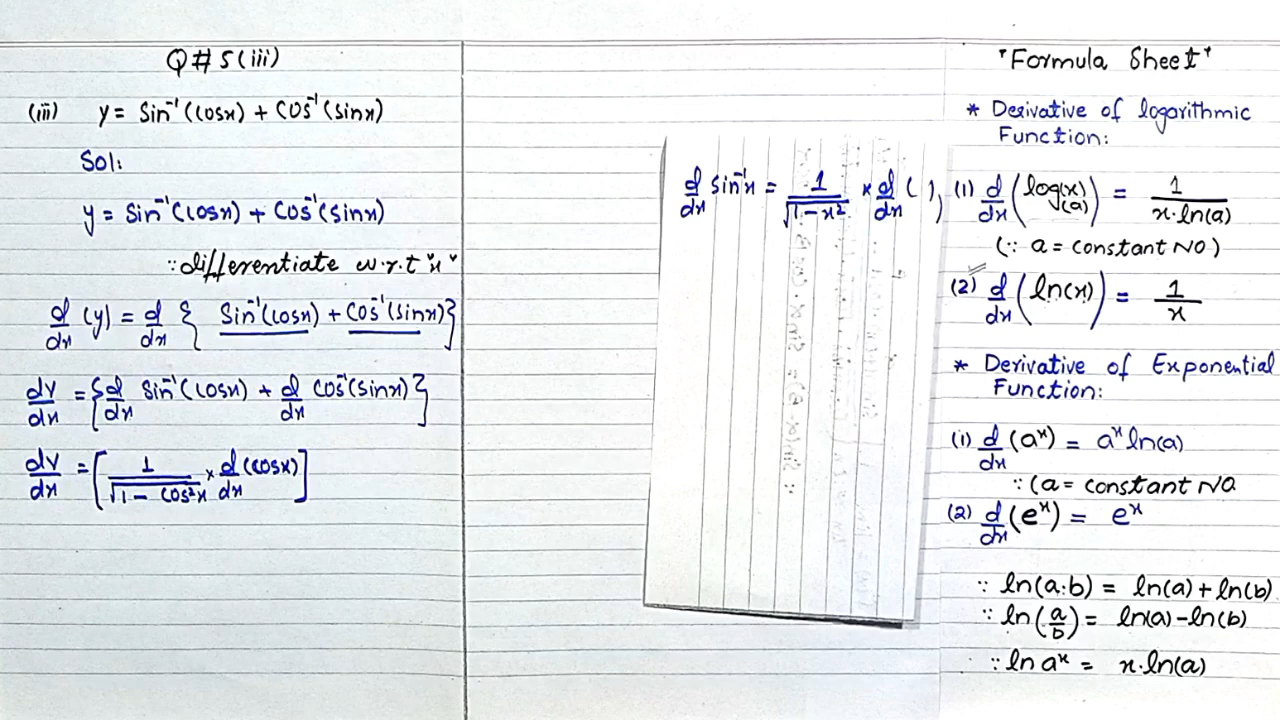 Q # 5(iii)
(iii) y = Sin⁻¹(cosx) + Cos⁻¹(sinx)
Sol:
y = Sin⁻¹(cosx) + Cos⁻¹(sinx)
∵ differentiate w.r.t "x"
d/dx (y) = d/dx { Sin⁻¹(cosx) + Cos⁻¹(sinx) }
dy/dx = { d/dx Sin⁻¹(cosx) + d/dx Cos⁻¹(sinx) }
dy/dx = [ 1/√(1 - Cos²x) × d/dx (cosx) ]
d/dx sin⁻¹x = 1/√(1-x²) × d/dx ( ),
"Formula Sheet"
* Derivative of logarithmic
Function:
(1) d/dx (log(x)(a)) = 1/(x·ln(a))
(∵ a = constant NO)
(2) d/dx (ln(x)) = 1/x
* Derivative of Exponential
Function:
(i) d/dx (aˣ) = aˣ ln(a)
∵ (a = constant NO
(2) d/dx (eˣ) = eˣ
∵ ln(a·b) = ln(a) + ln(b)
∵ ln(a/b) = ln(a) - ln(b)
∵ ln aˣ = x·ln(a)